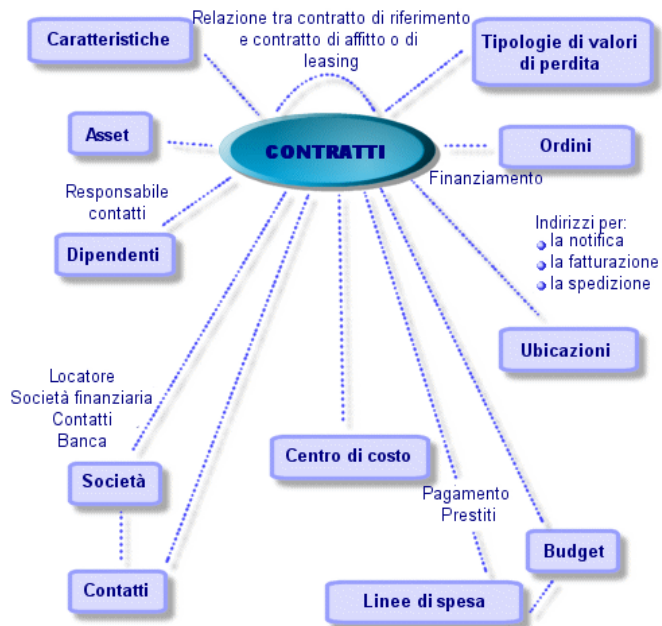 Relazione tra contratto di riferimento
e contratto di affitto o di
leasing
Caratteristiche
Tipologie di valori
di perdita
Asset
CONTRATTI
Ordini
Finanziamento
Responsabile
contatti
Dipendenti
Indirizzi per:
la notifica
la fatturazione
la spedizione
Ubicazioni
Locatore
Società finanziaria
Contatti
Banca
Centro di costo
Società
Pagamento
Prestiti
Budget
Contatti
Linee di spesa